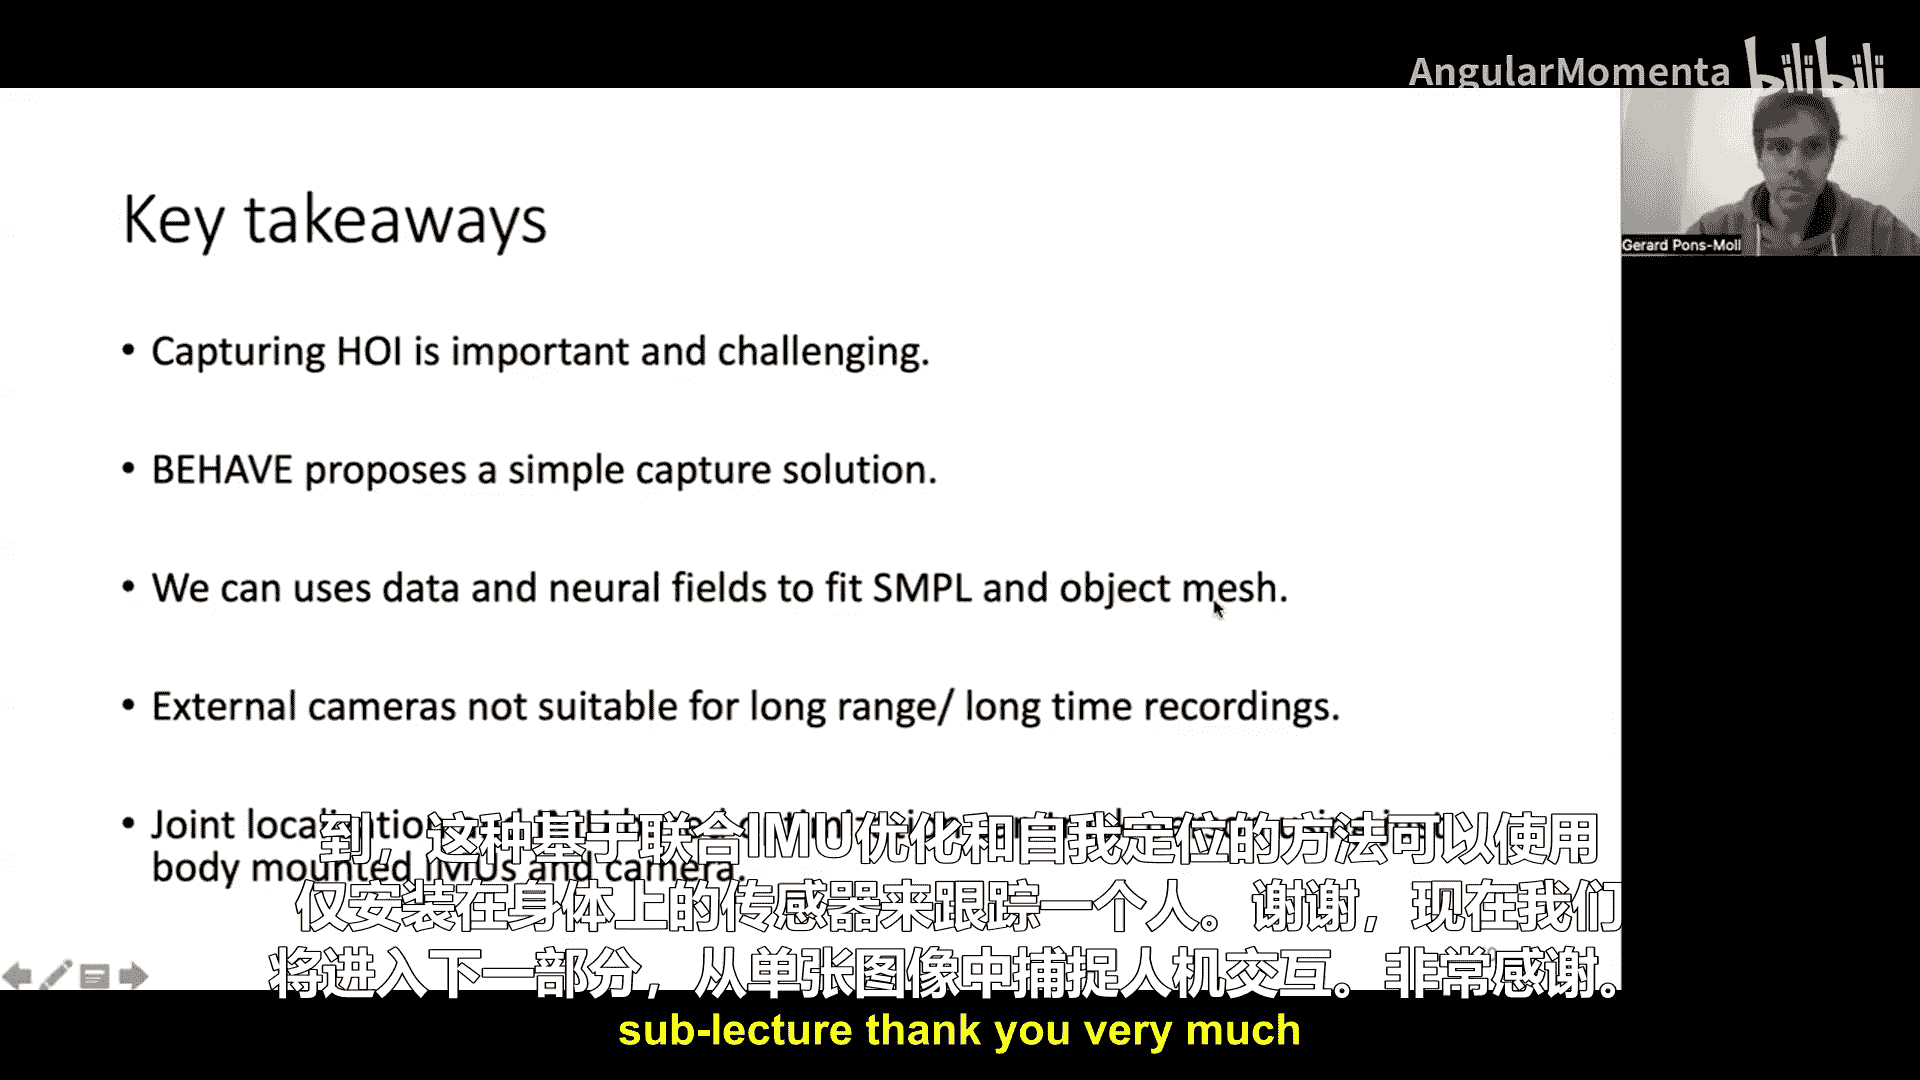 AngularMomenta bilibili
Gerard Pons-Moll
Key takeaways
• Capturing HOI is important and challenging.
• BEHAVE proposes a simple capture solution.
• We can uses data and neural fields to fit SMPL and object mesh.
• External cameras not suitable for long range/ long time recordings.
• Joint
body mounted IMUs and camera.
到，这种基于联合IMU优化和自我定位的方法可以使用
仅安装在身体上的传感器来跟踪一个人。谢谢，现在我们
将进入下一部分，从单张图像中捕捉人机交互。非常感谢。
sub-lecture thank you very much